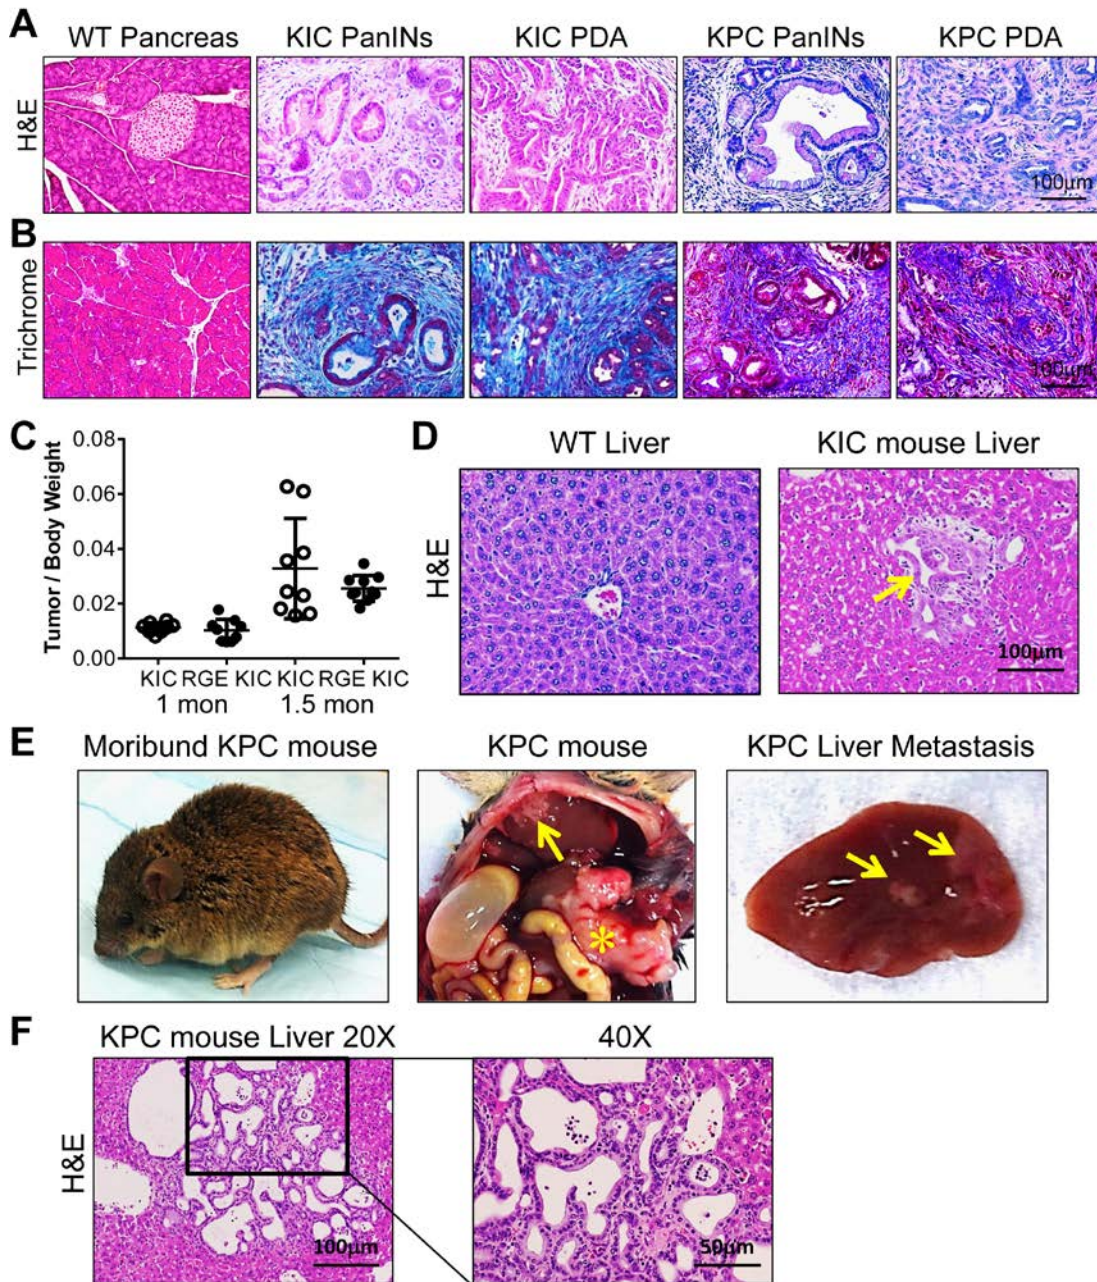 A
WT Pancreas KIC PanINs KIC PDA KPC PanINs KPC PDA
H&E
100µm
B
Trichrome
100µm
C
Tumor / Body Weight
0.08
0.06
0.04
0.02
0.00
KIC RGE KIC KIC RGE KIC
1 mon 1.5 mon
D
WT Liver KIC mouse Liver
H&E
100µm
E
Moribund KPC mouse KPC mouse KPC Liver Metastasis
*
F
KPC mouse Liver 20X 40X
H&E
100µm 50µm